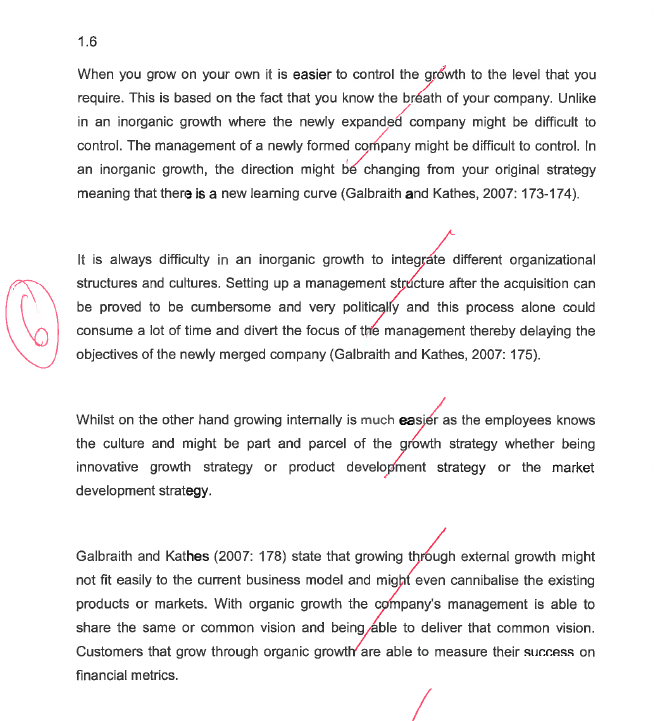 1.6
When you grow on your own it is easier to control the growth to the level that you
require. This is based on the fact that you know the breath of your company. Unlike
in an inorganic growth where the newly expanded company might be difficult to
control. The management of a newly formed company might be difficult to control. In
an inorganic growth, the direction might be changing from your original strategy
meaning that there is a new learning curve (Galbraith and Kathes, 2007: 173-174).
It is always difficulty in an inorganic growth to integrate different organizational
structures and cultures. Setting up a management structure after the acquisition can
be proved to be cumbersome and very politically and this process alone could
consume a lot of time and divert the focus of the management thereby delaying the
objectives of the newly merged company (Galbraith and Kathes, 2007: 175).
6
Whilst on the other hand growing internally is much easier as the employees knows
the culture and might be part and parcel of the growth strategy whether being
innovative growth strategy or product development strategy or the market
development strategy.
Galbraith and Kathes (2007: 178) state that growing through external growth might
not fit easily to the current business model and might even cannibalise the existing
products or markets. With organic growth the company's management is able to
share the same or common vision and being able to deliver that common vision.
Customers that grow through organic growth are able to measure their success on
financial metrics.